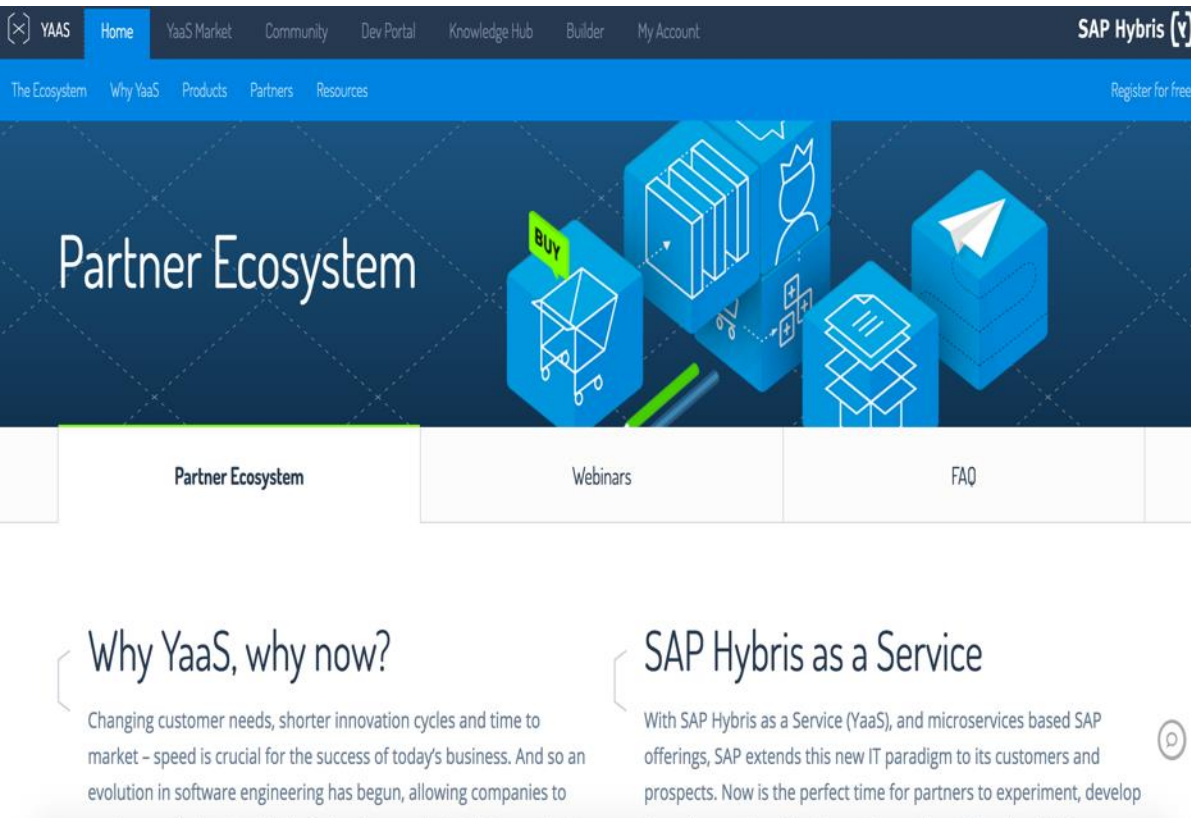 YAAS Home YaaS Market Community Dev Portal Knowledge Hub Builder My Account SAP Hybris (Y)
The Ecosystem Why YaaS Products Partners Resources Register for free
Partner Ecosystem
BUY
Partner Ecosystem Webinars FAQ
Why YaaS, why now?
Changing customer needs, shorter innovation cycles and time to
market – speed is crucial for the success of today's business. And so an
evolution in software engineering has begun, allowing companies to
SAP Hybris as a Service
With SAP Hybris as a Service (YaaS), and microservices based SAP
offerings, SAP extends this new IT paradigm to its customers and
prospects. Now is the perfect time for partners to experiment, develop